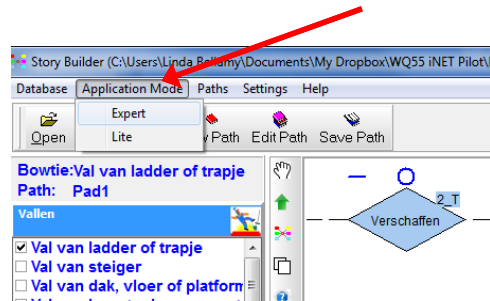 Story Builder (C:\Users\Linda Bellamy\Documents\My Dropbox\WQ55 iNET Pilot\
Database Application Mode Paths Settings Help
Expert
Lite
Open Path Edit Path Save Path
Bowtie:Val van ladder of trapje
Path: Pad1
Vallen
2_T
Verschaffen
Val van ladder of trapje
Val van steiger
Val van dak, vloer of platform